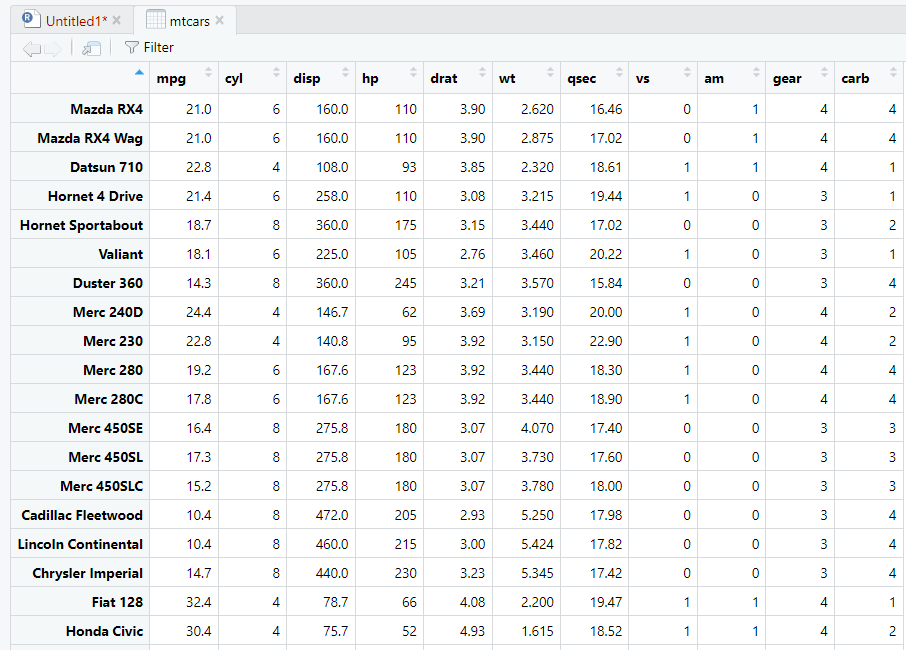 Untitled1* mtcars
Filter
mpg cyl disp hp drat wt qsec vs am gear carb
Mazda RX4 21.0 6 160.0 110 3.90 2.620 16.46 0 1 4 4
Mazda RX4 Wag 21.0 6 160.0 110 3.90 2.875 17.02 0 1 4 4
Datsun 710 22.8 4 108.0 93 3.85 2.320 18.61 1 1 4 1
Hornet 4 Drive 21.4 6 258.0 110 3.08 3.215 19.44 1 0 3 1
Hornet Sportabout 18.7 8 360.0 175 3.15 3.440 17.02 0 0 3 2
Valiant 18.1 6 225.0 105 2.76 3.460 20.22 1 0 3 1
Duster 360 14.3 8 360.0 245 3.21 3.570 15.84 0 0 3 4
Merc 240D 24.4 4 146.7 62 3.69 3.190 20.00 1 0 4 2
Merc 230 22.8 4 140.8 95 3.92 3.150 22.90 1 0 4 2
Merc 280 19.2 6 167.6 123 3.92 3.440 18.30 1 0 4 4
Merc 280C 17.8 6 167.6 123 3.92 3.440 18.90 1 0 4 4
Merc 450SE 16.4 8 275.8 180 3.07 4.070 17.40 0 0 3 3
Merc 450SL 17.3 8 275.8 180 3.07 3.730 17.60 0 0 3 3
Merc 450SLC 15.2 8 275.8 180 3.07 3.780 18.00 0 0 3 3
Cadillac Fleetwood 10.4 8 472.0 205 2.93 5.250 17.98 0 0 3 4
Lincoln Continental 10.4 8 460.0 215 3.00 5.424 17.82 0 0 3 4
Chrysler Imperial 14.7 8 440.0 230 3.23 5.345 17.42 0 0 3 4
Fiat 128 32.4 4 78.7 66 4.08 2.200 19.47 1 1 4 1
Honda Civic 30.4 4 75.7 52 4.93 1.615 18.52 1 1 4 2